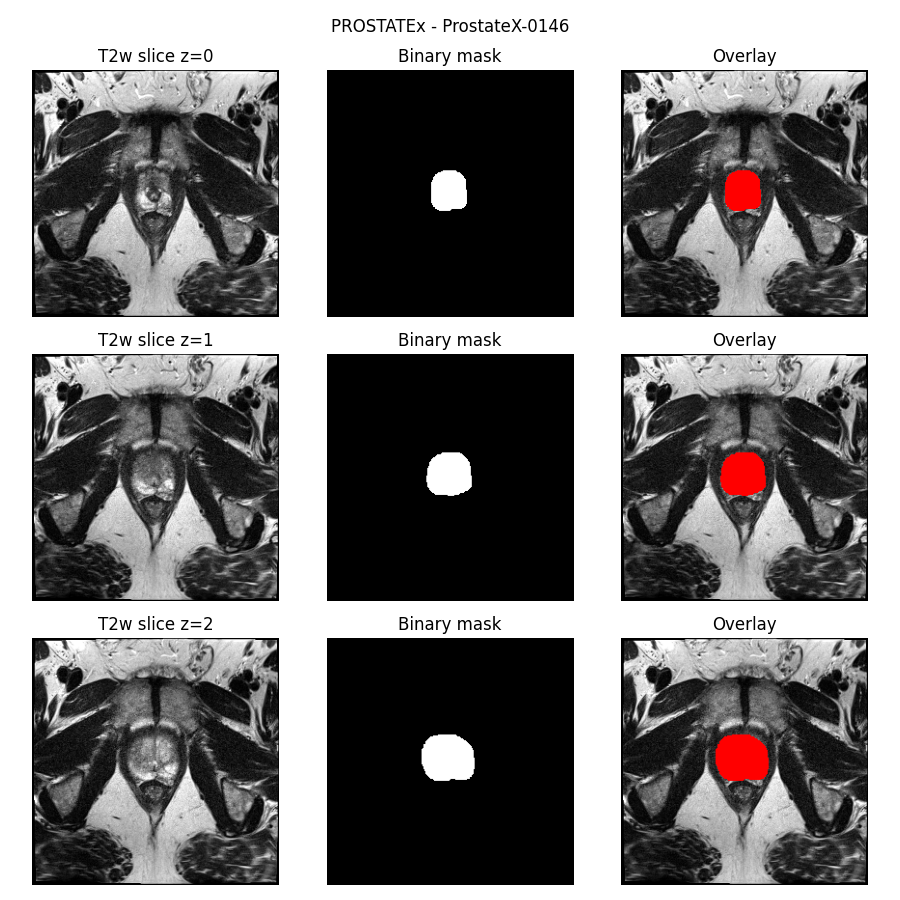 PROSTATEx - ProstateX-0146
T2w slice z=0
Binary mask
Overlay
T2w slice z=1
Binary mask
Overlay
T2w slice z=2
Binary mask
Overlay